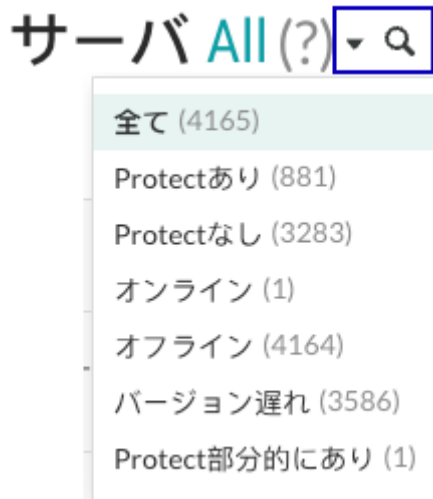 サーバ All (?)
全て (4165)
Protectあり (881)
Protectなし (3283)
オンライン (1)
オフライン (4164)
バージョン遅れ (3586)
Protect部分的にあり (1)